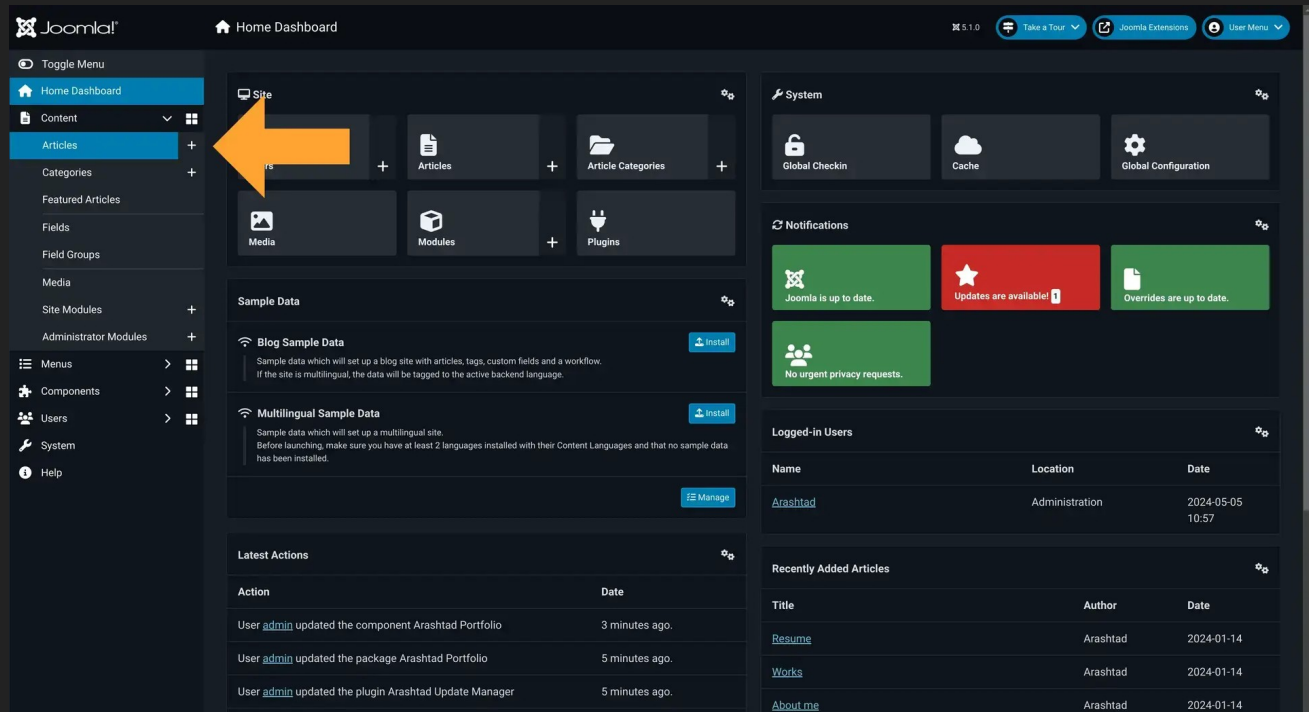 Joomla!®
Home Dashboard
5.1.0
Take a Tour
Joomla Extensions
User Menu
Toggle Menu
Home Dashboard
Content
Articles
Categories
Featured Articles
Fields
Field Groups
Media
Site Modules
Administrator Modules
Menus
Components
Users
System
Help
Site
Articles
Article Categories
Media
Modules
Plugins
Sample Data
Blog Sample Data
Install
Sample data which will set up a blog site with articles, tags, custom fields and a workflow.
If the site is multilingual, the data will be tagged to the active backend language.
Multilingual Sample Data
Install
Sample data which will set up a multilingual site.
Before launching, make sure you have at least 2 languages installed with their Content Languages and that no sample data
has been installed.
Manage
Latest Actions
Action Date
User admin updated the component Arashtad Portfolio 3 minutes ago.
User admin updated the package Arashtad Portfolio 5 minutes ago.
User admin updated the plugin Arashtad Update Manager 5 minutes ago.
System
Global Checkin
Cache
Global Configuration
Notifications
Joomla is up to date.
Updates are available! 1
Overrides are up to date.
No urgent privacy requests.
Logged-in Users
Name Location Date
Arashtad Administration 2024-05-05
10:57
Recently Added Articles
Title Author Date
Resume Arashtad 2024-01-14
Works Arashtad 2024-01-14
About me Arashtad 2024-01-14